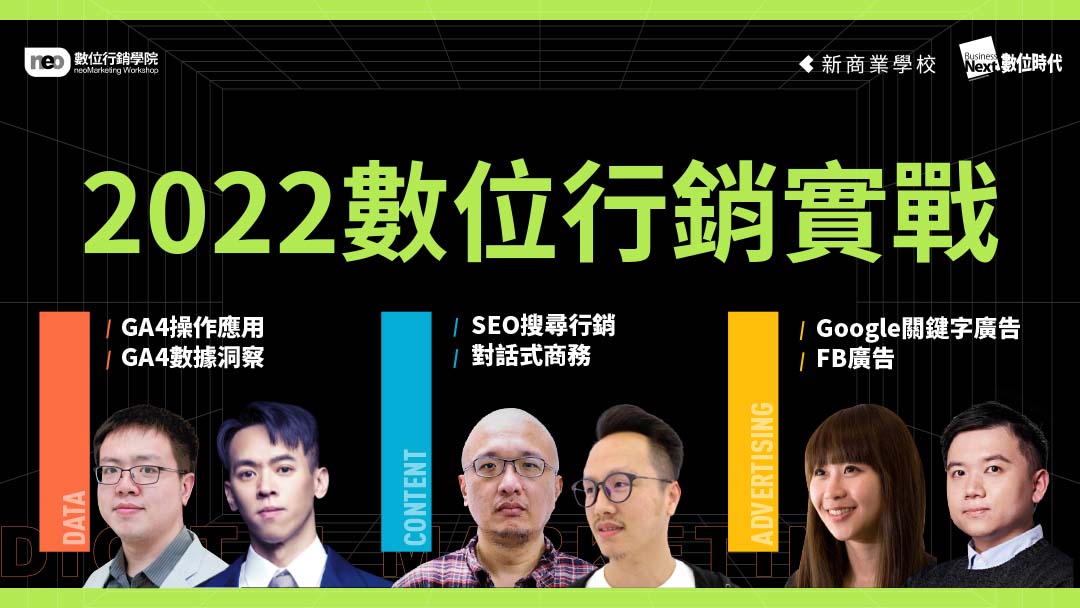 neo 數位行銷學院
neoMarketing Workshop
新商業學校
Business Next 數位時代
2022數位行銷實戰
DATA
/ GA4操作應用
/ GA4數據洞察
CONTENT
/ SEO搜尋行銷
/ 對話式商務
ADVERTISING
/ Google關鍵字廣告
/ FB廣告